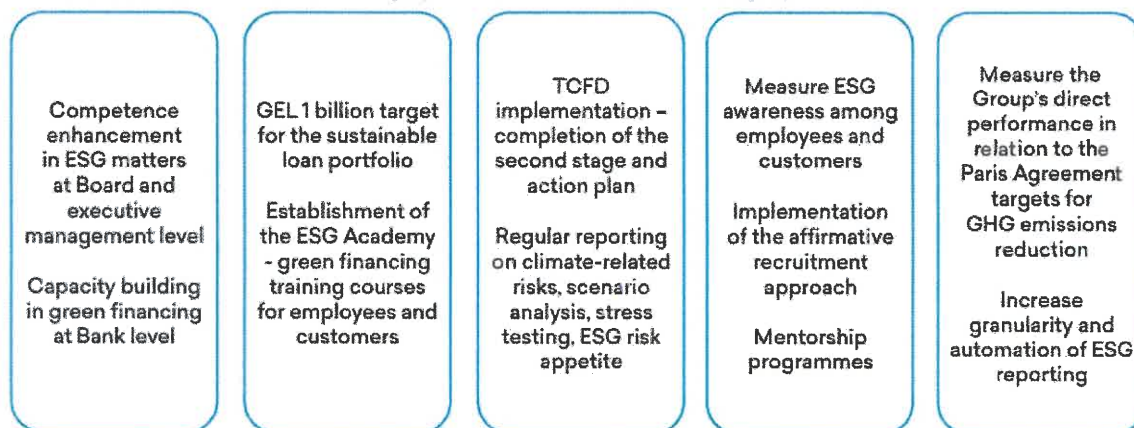 Competence
enhancement
in ESG matters
at Board and
executive
management level
Capacity building
in green financing
at Bank level
GEL 1 billion target
for the sustainable
loan portfolio
Establishment of
the ESG Academy
- green financing
training courses
for employees and
customers
TCFD
implementation –
completion of the
second stage and
action plan
Regular reporting
on climate-related
risks, scenario
analysis, stress
testing, ESG risk
appetite
Measure ESG
awareness among
employees and
customers
Implementation
of the affirmative
recruitment
approach
Mentorship
programmes
Measure the
Group's direct
performance in
relation to the
Paris Agreement
targets for
GHG emissions
reduction
Increase
granularity and
automation of ESG
reporting